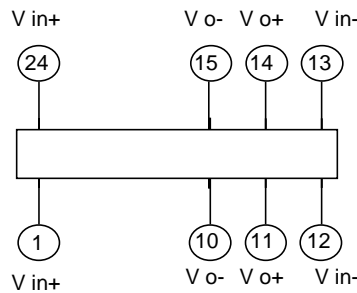 V in+ V o- V o+ V in-
24 15 14 13
1 10 11 12
V in+ V o- V o+ V in-